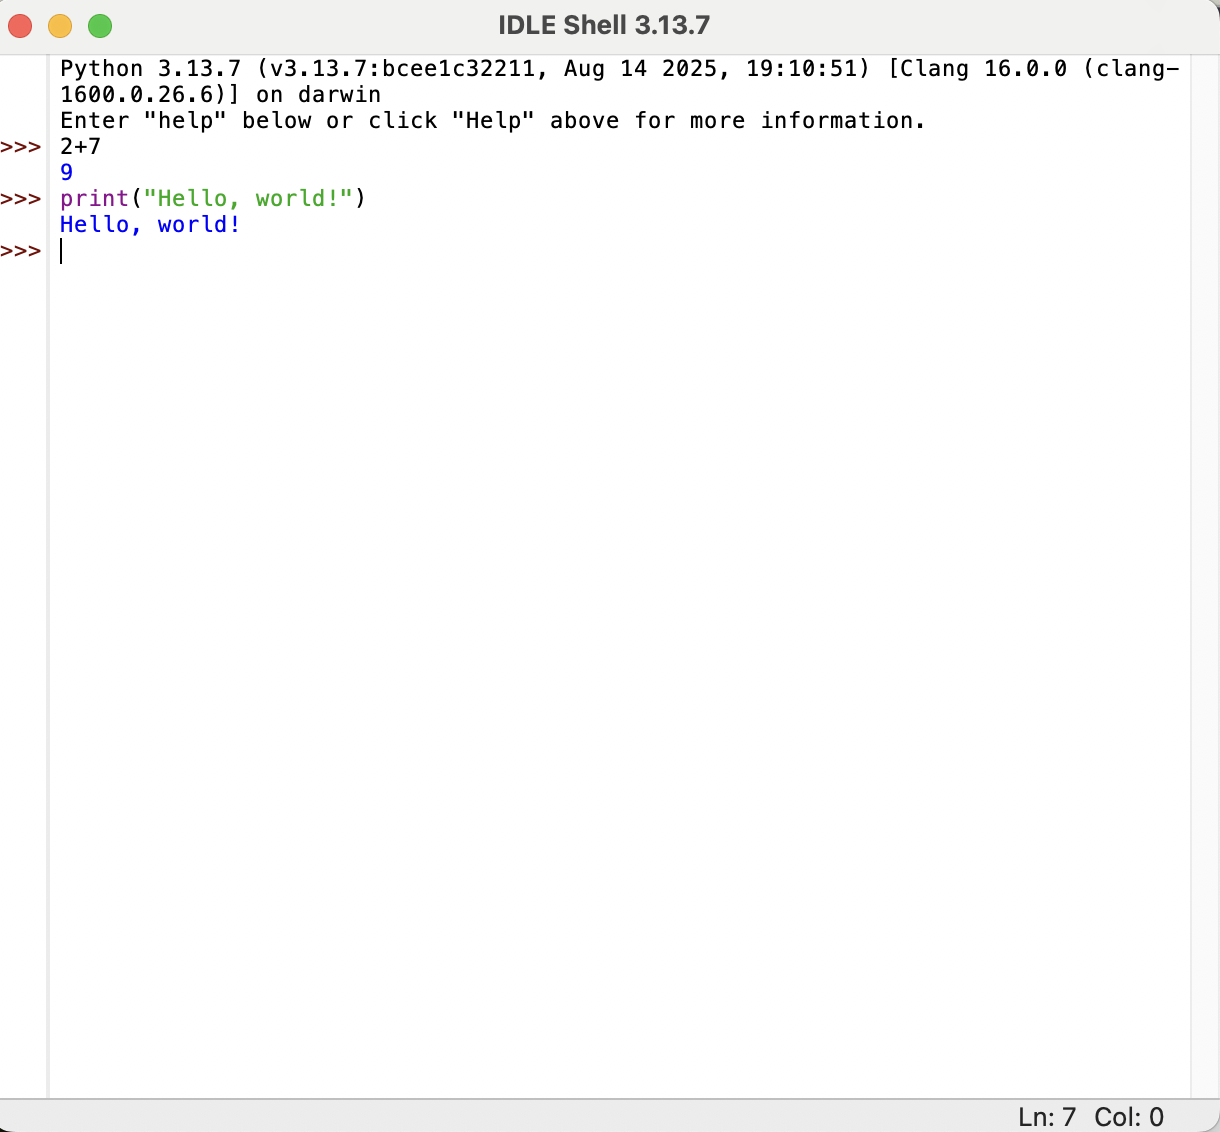 IDLE Shell 3.13.7
Python 3.13.7 (v3.13.7:bcee1c32211, Aug 14 2025, 19:10:51) [Clang 16.0.0 (clang-
1600.0.26.6)] on darwin
Enter "help" below or click "Help" above for more information.
>>> 2+7
9
>>> print("Hello, world!")
Hello, world!
>>>
Ln: 7 Col: 0